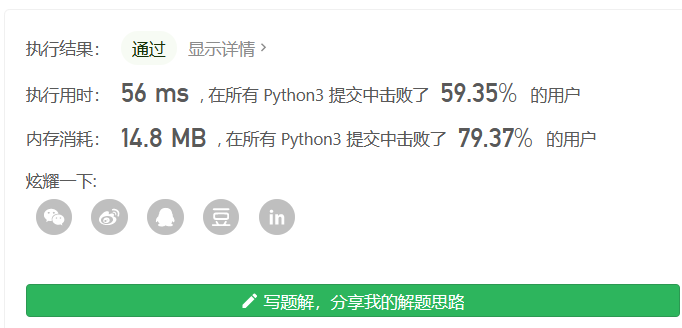 执行结果： 通过 显示详情 >
执行用时： 56 ms , 在所有 Python3 提交中击败了 59.35% 的用户
内存消耗： 14.8 MB , 在所有 Python3 提交中击败了 79.37% 的用户
炫耀一下:
豆 in
写题解，分享我的解题思路